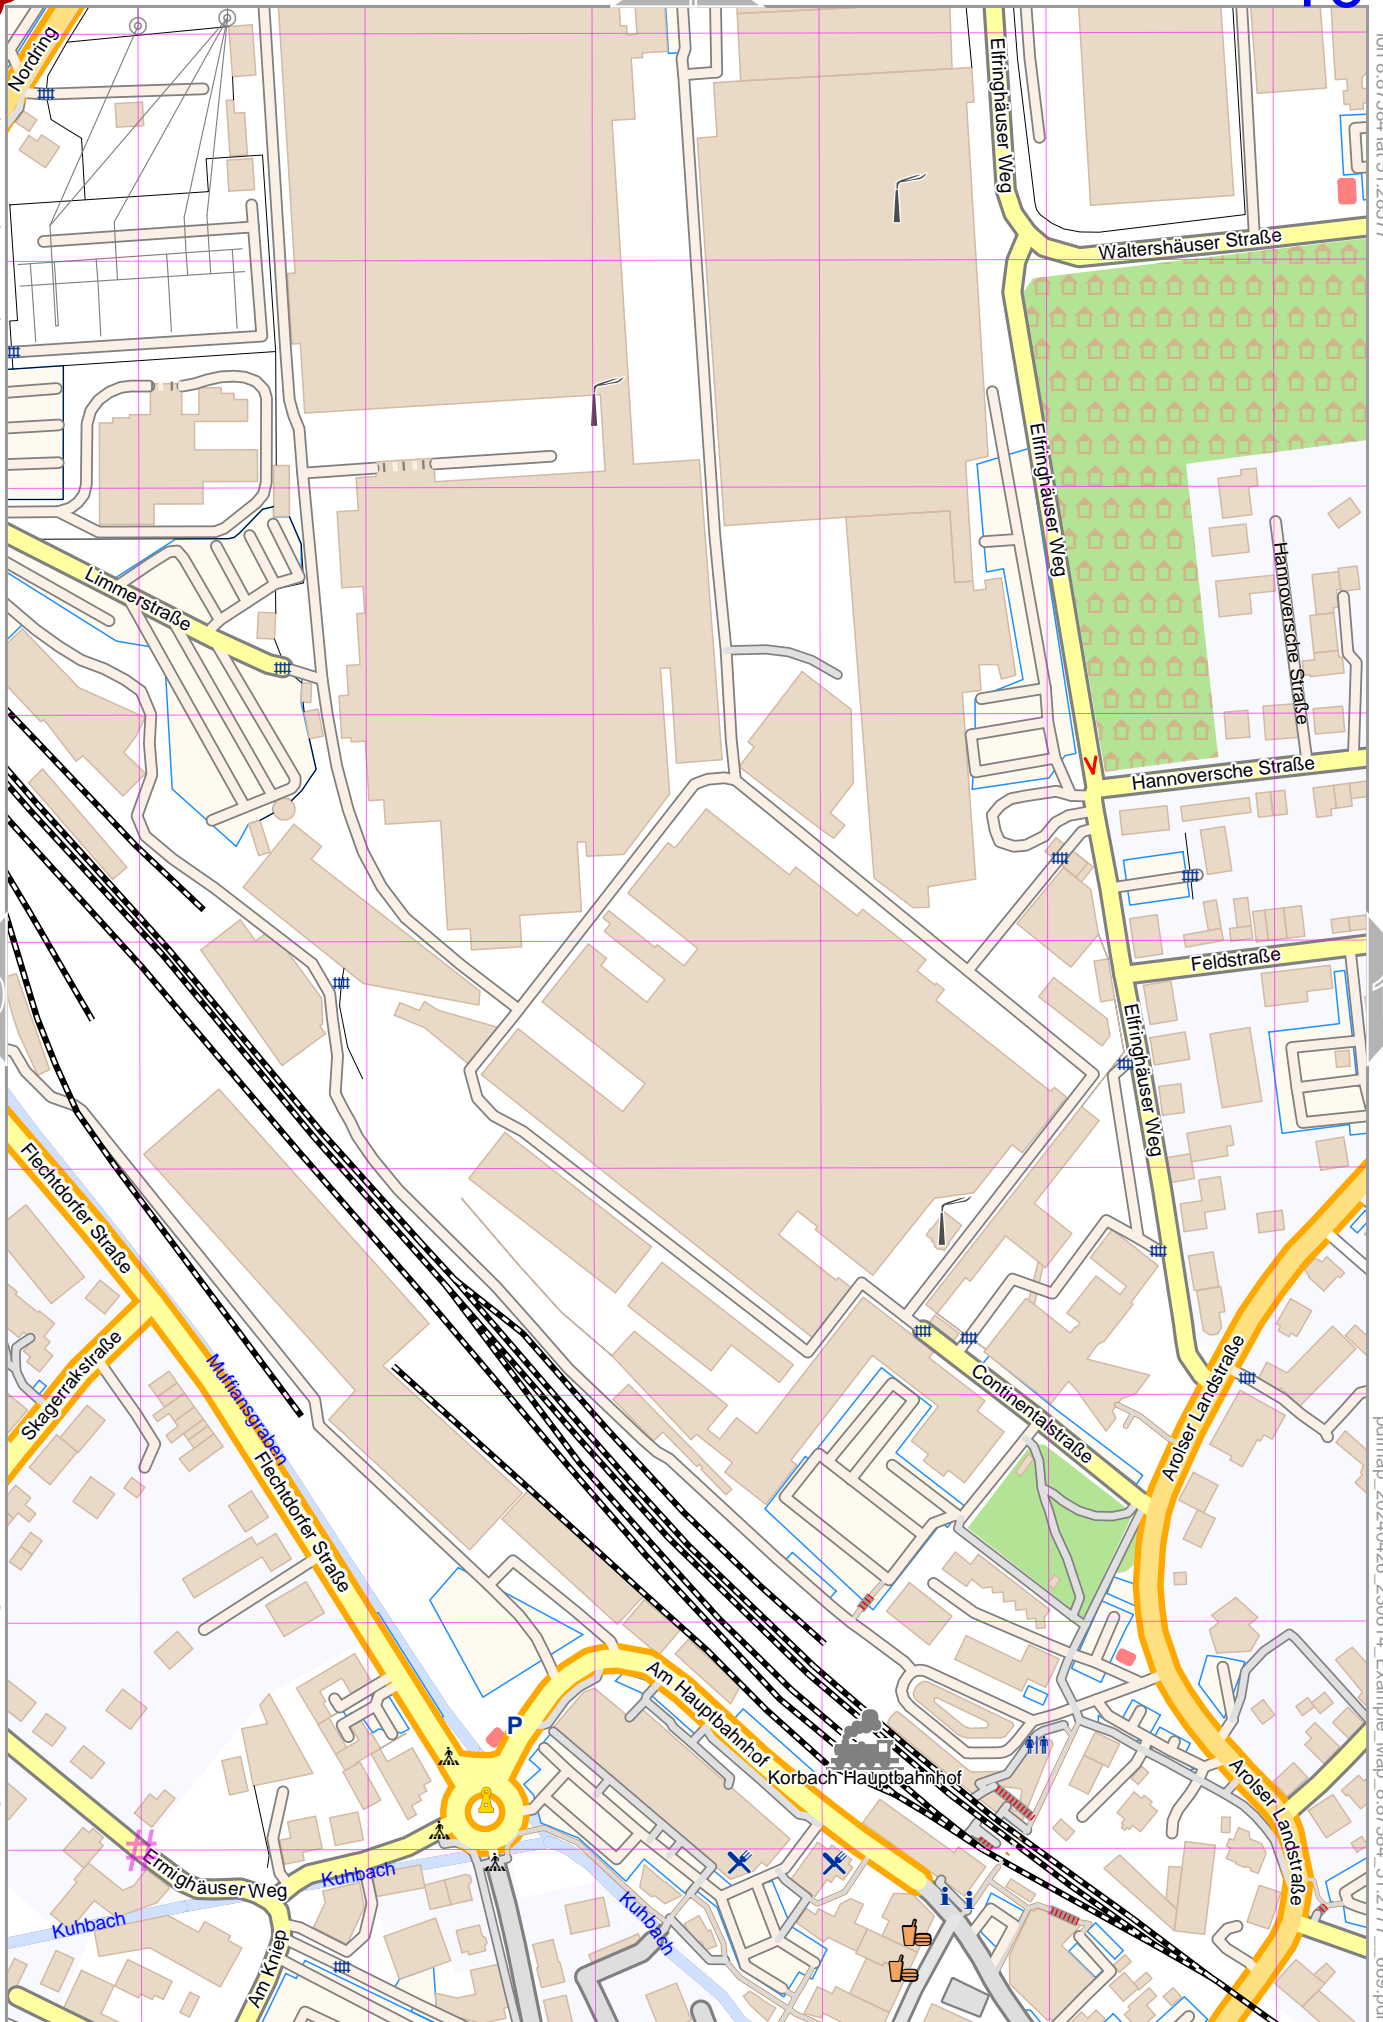 Nordring
Elfringhäuser Weg
Waltershäuser Straße
Elfringhäuser Weg
Hannoversche Straße
Limmerstraße
V
Hannoversche Straße
Feldstraße
Elfringhäuser Weg
Flechtdorfer Straße
Skagerrakstraße
Muffiansgraben
Flechtdorfer Straße
Continentalstraße
Arolser Landstraße
Am Hauptbahnhof
P
Korbach Hauptbahnhof
Arolser Landstraße
#
Ermighäuser Weg
Kuhbach
Kuhbach
Kuhbach
Am Kniep
i i